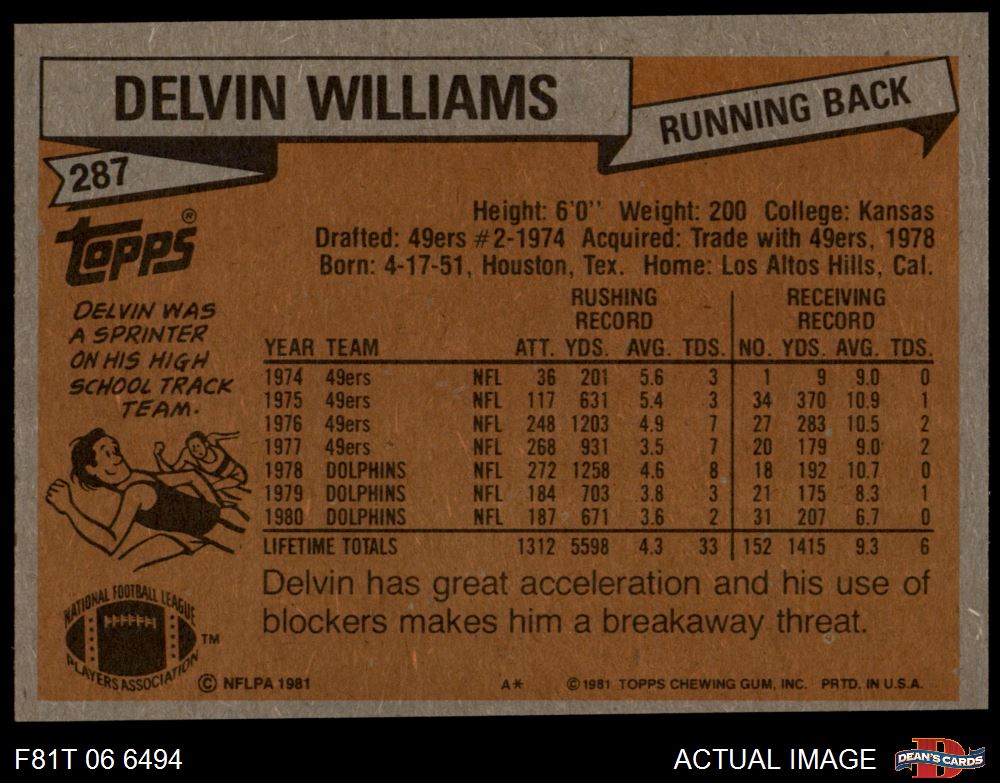 DELVIN WILLIAMS
RUNNING BACK
287
TOPPS®
Height: 6'0'' Weight: 200 College: Kansas
Drafted: 49ers #2-1974 Acquired: Trade with 49ers, 1978
Born: 4-17-51, Houston, Tex. Home: Los Altos Hills, Cal.
DELVIN WAS
A SPRINTER
ON HIS HIGH
SCHOOL TRACK
TEAM.
RUSHING RECEIVING
RECORD RECORD
YEAR TEAM ATT. YDS. AVG. TDS. NO. YDS. AVG. TDS.
1974 49ers NFL 36 201 5.6 3 1 9 9.0 0
1975 49ers NFL 117 631 5.4 3 34 370 10.9 1
1976 49ers NFL 248 1203 4.9 7 27 283 10.5 2
1977 49ers NFL 268 931 3.5 7 20 179 9.0 2
1978 DOLPHINS NFL 272 1258 4.6 8 18 192 10.7 0
1979 DOLPHINS NFL 184 703 3.8 3 21 175 8.3 1
1980 DOLPHINS NFL 187 671 3.6 2 31 207 6.7 0
LIFETIME TOTALS 1312 5598 4.3 33 152 1415 9.3 6
Delvin has great acceleration and his use of
blockers makes him a breakaway threat.
NATIONAL FOOTBALL LEAGUE
PLAYERS ASSOCIATION
TM
© NFLPA 1981 A* © 1981 TOPPS CHEWING GUM, INC. PRTD. IN U.S.A.
F81T 06 6494
ACTUAL IMAGE
D
DEAN'S CARDS